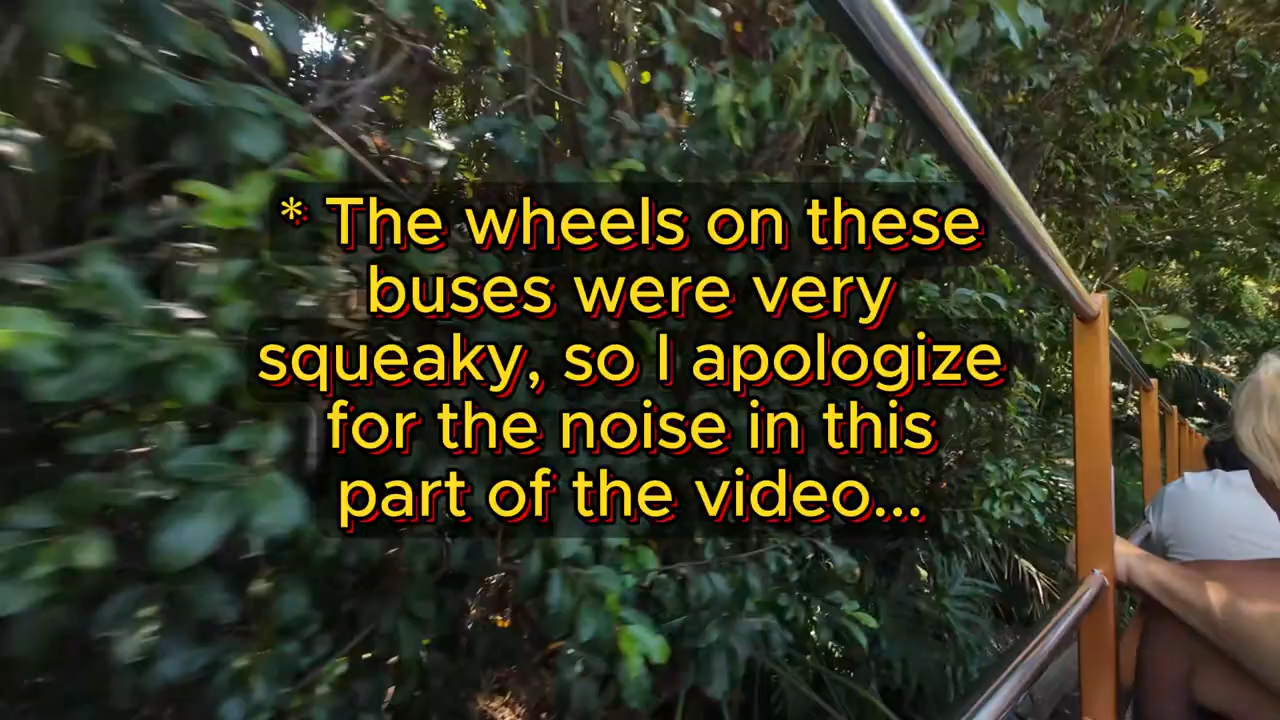 * The wheels on these
buses were very
squeaky, so I apologize
for the noise in this
part of the video...